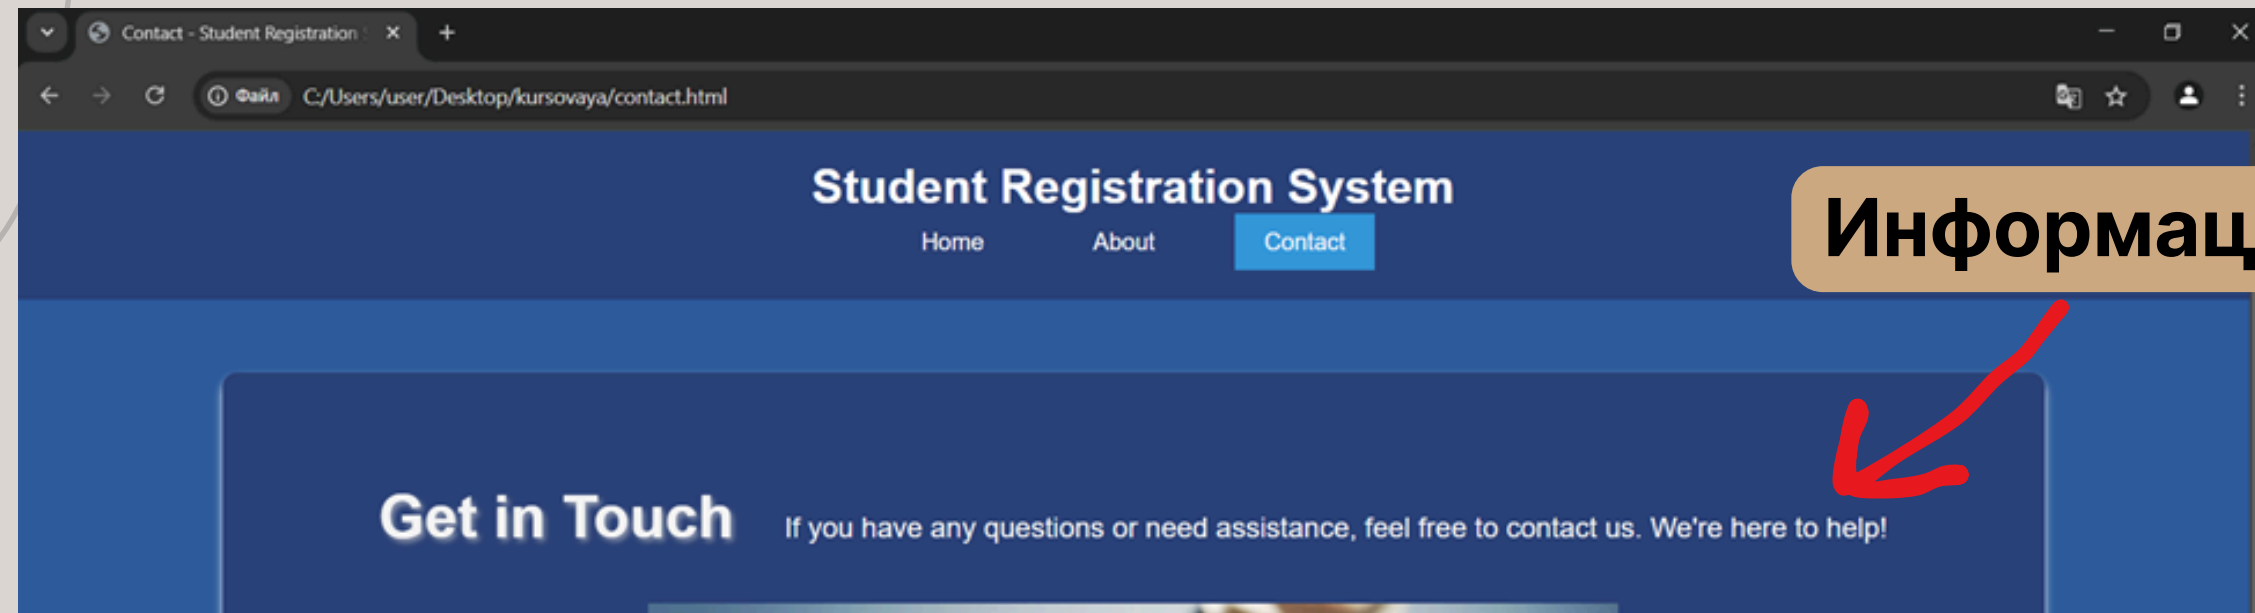 Contact - Student Registration
Файл C:/Users/user/Desktop/kursovaya/contact.html
Student Registration System
Home About Contact
Информац
Get in Touch If you have any questions or need assistance, feel free to contact us. We're here to help!